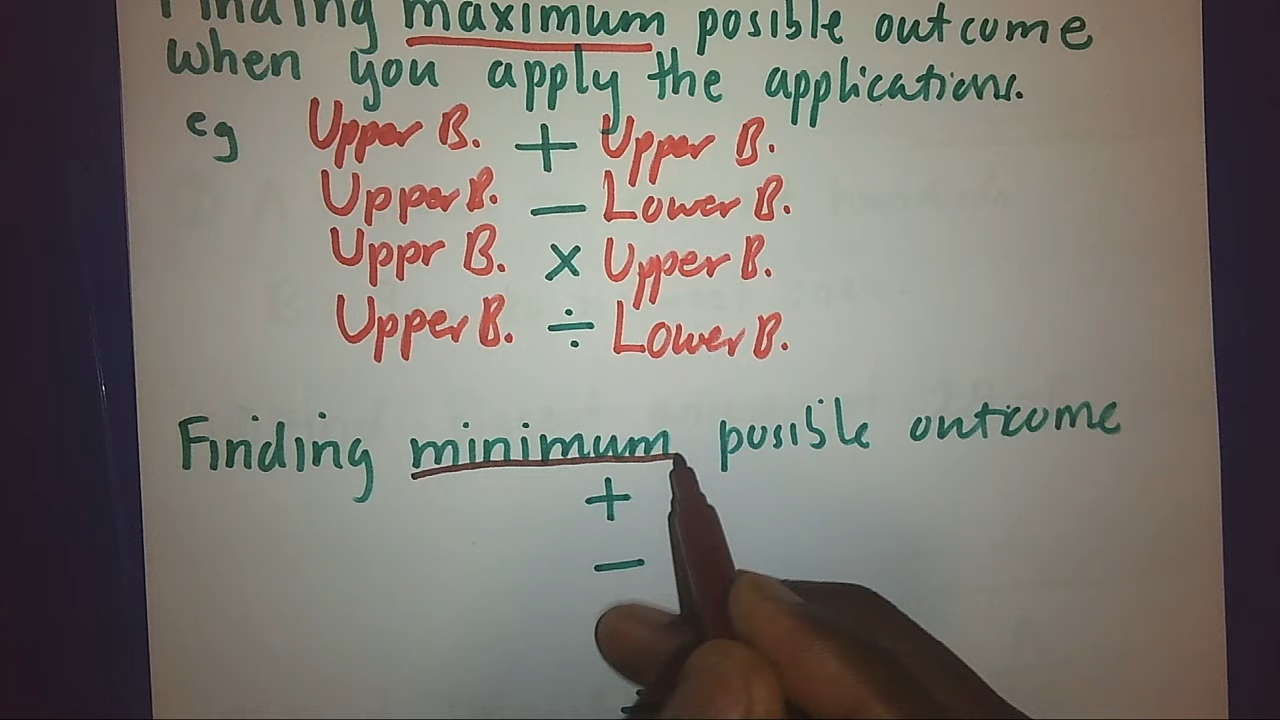 Finding maximum posible outcome
when you apply the applications.
eg Upper B. + Upper B.
Upper B. — Lower B.
Uppr B. × Upper B.
Upper B. ÷ Lower B.
Finding minimum posible outcome
+
—